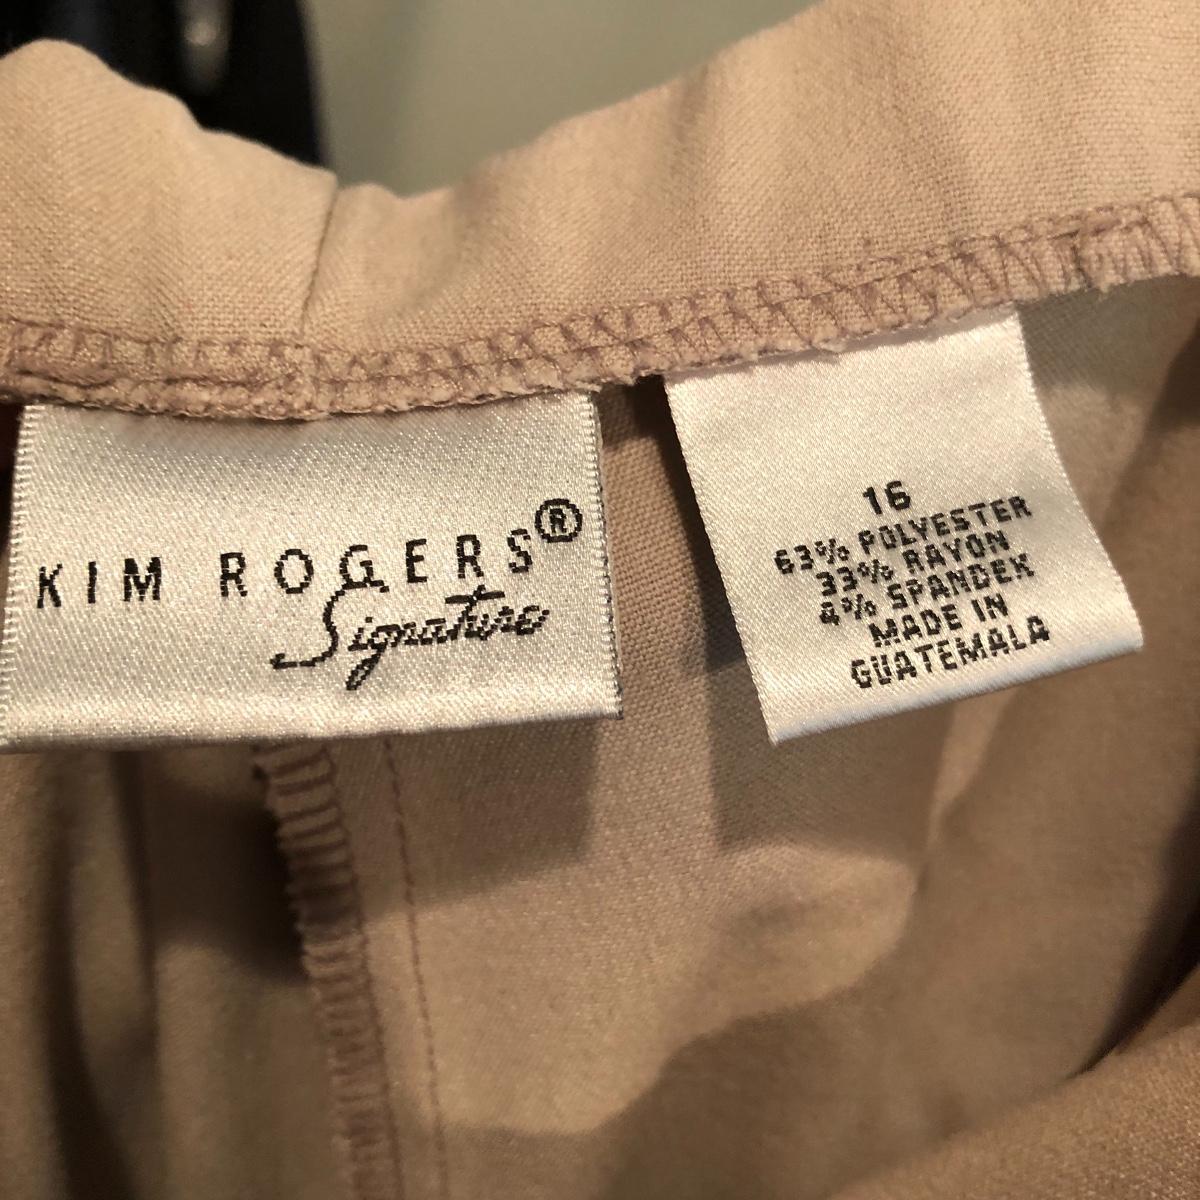 KIM ROGERS®
Signature
16
63% POLYESTER
33% RAYON
4% SPANDEX
MADE IN
GUATEMALA